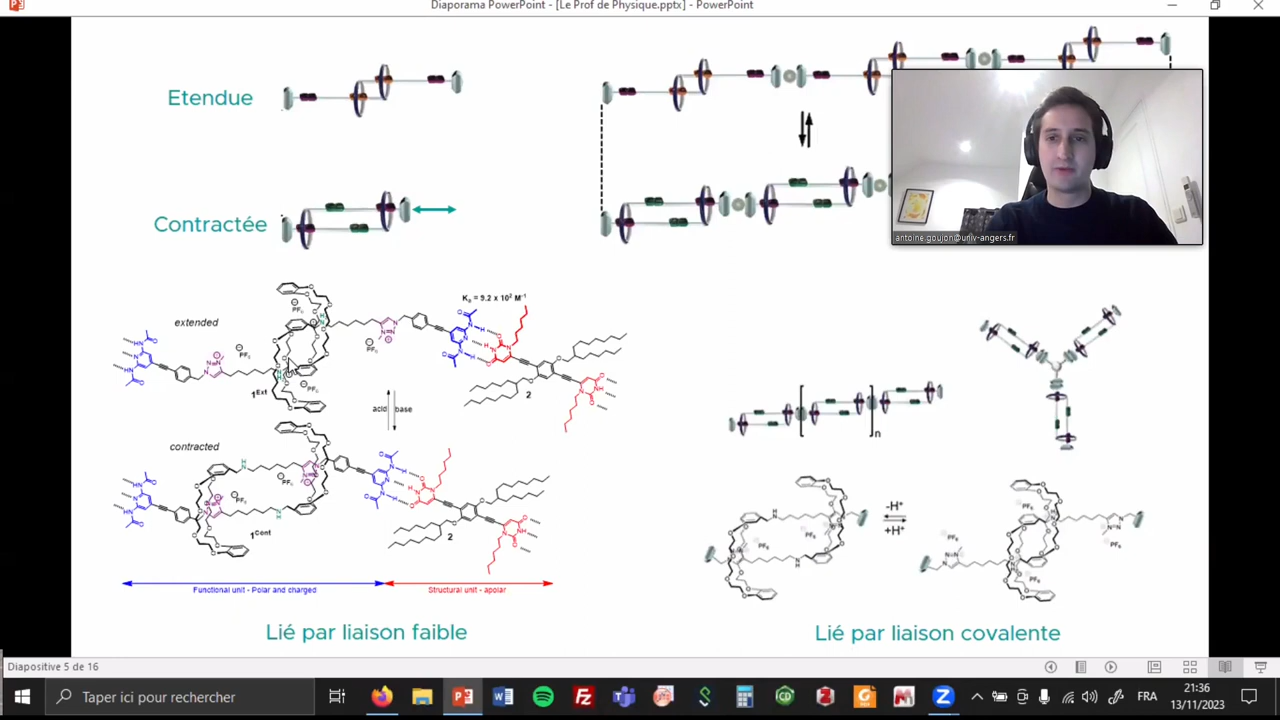 Diaporama PowerPoint - [Le Prof de Physique.pptx] - PowerPoint
Etendue
Contractée
antoine.goujon@univ-angers.fr
extended
Kₐ = 9.2 x 10² M⁻¹
1ᴱˣᵗ
2
acid
base
contracted
1ᶜᵒⁿᵗ
2
n
-H⁺
+H⁺
Functional unit - Polar and charged
Structural unit - apolar
Lié par liaison faible
Lié par liaison covalente
Diapositive 5 de 16
Taper ici pour rechercher
FRA
21:36
13/11/2023